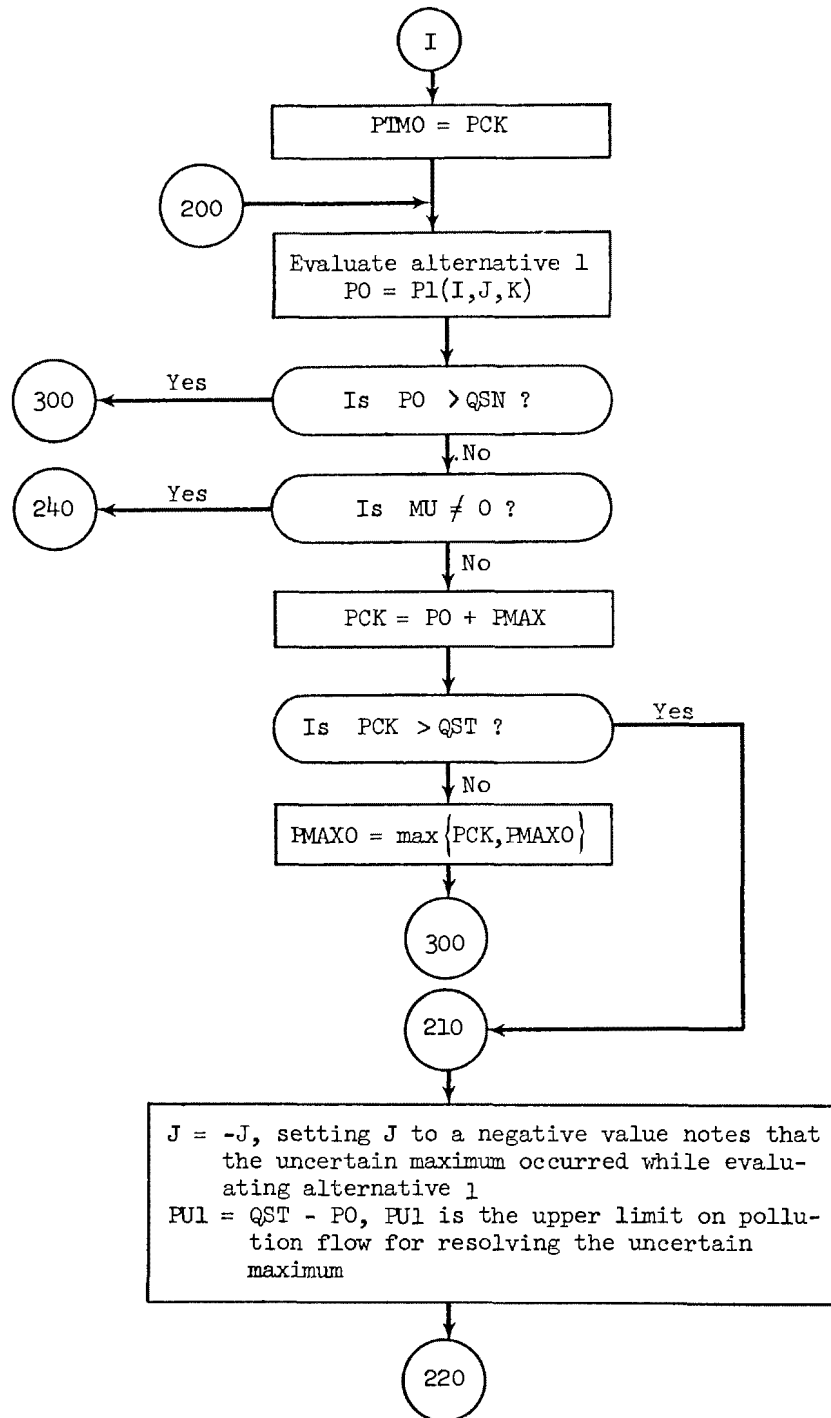 I
PTMO = PCK
200
Evaluate alternative 1
PO = P1(I,J,K)
Yes
300
Is PO > QSN ?
.No
Yes
240
Is MU ≠ 0 ?
No
PCK = PO + PMAX
Is PCK > QST ?
Yes
No
PMAXO = max{PCK,PMAXO}
300
210
J = -J, setting J to a negative value notes that
the uncertain maximum occurred while evalu-
ating alternative 1
PU1 = QST - PO, PU1 is the upper limit on pollu-
tion flow for resolving the uncertain
maximum
220